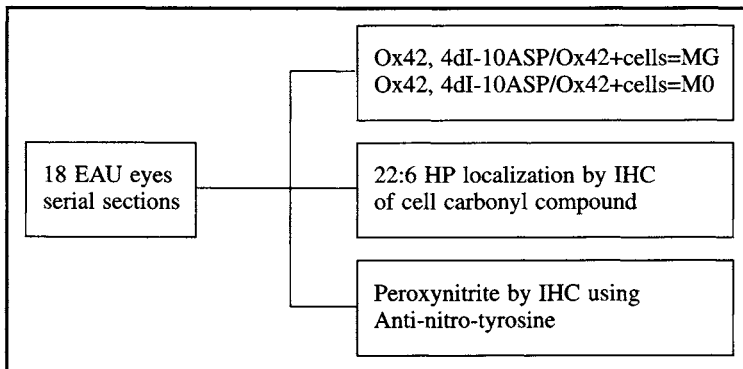 Ox42, 4dI-10ASP/Ox42+cells=MG
Ox42, 4dI-10ASP/Ox42+cells=M0
18 EAU eyes
serial sections
22:6 HP localization by IHC
of cell carbonyl compound
Peroxynitrite by IHC using
Anti-nitro-tyrosine